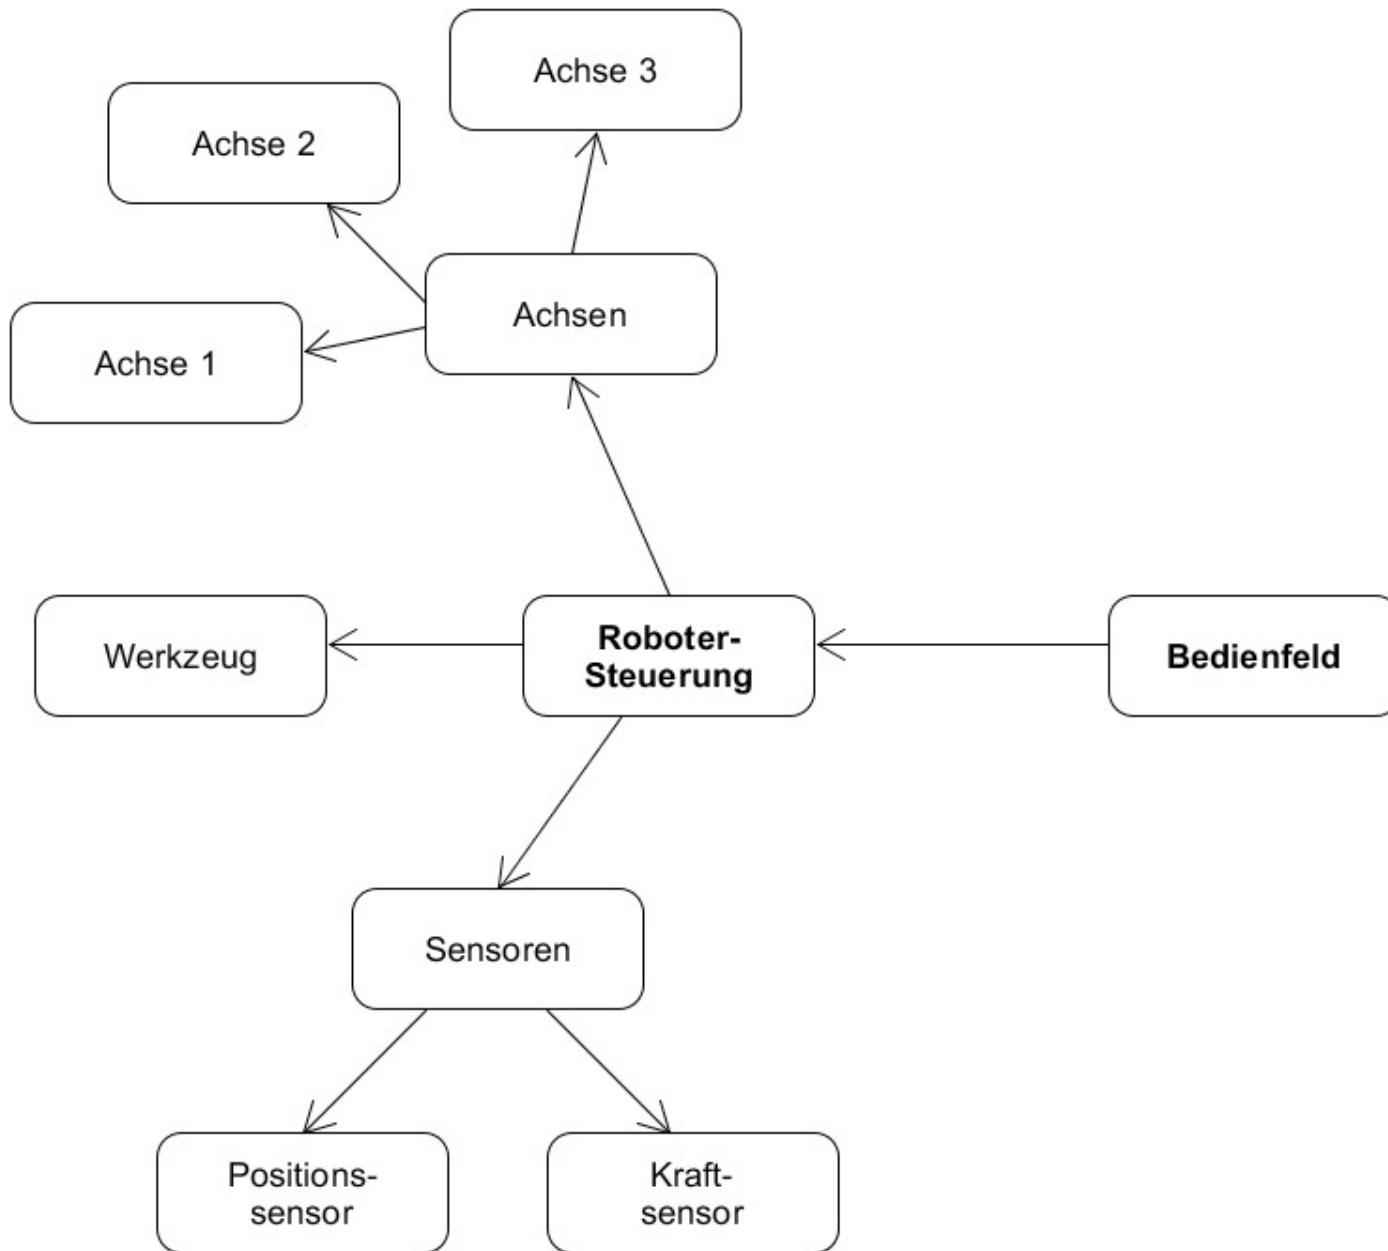 Achse 3
Achse 2
Achsen
Achse 1
Werkzeug
Roboter-
Steuerung
Bedienfeld
Sensoren
Positions-
sensor
Kraft-
sensor